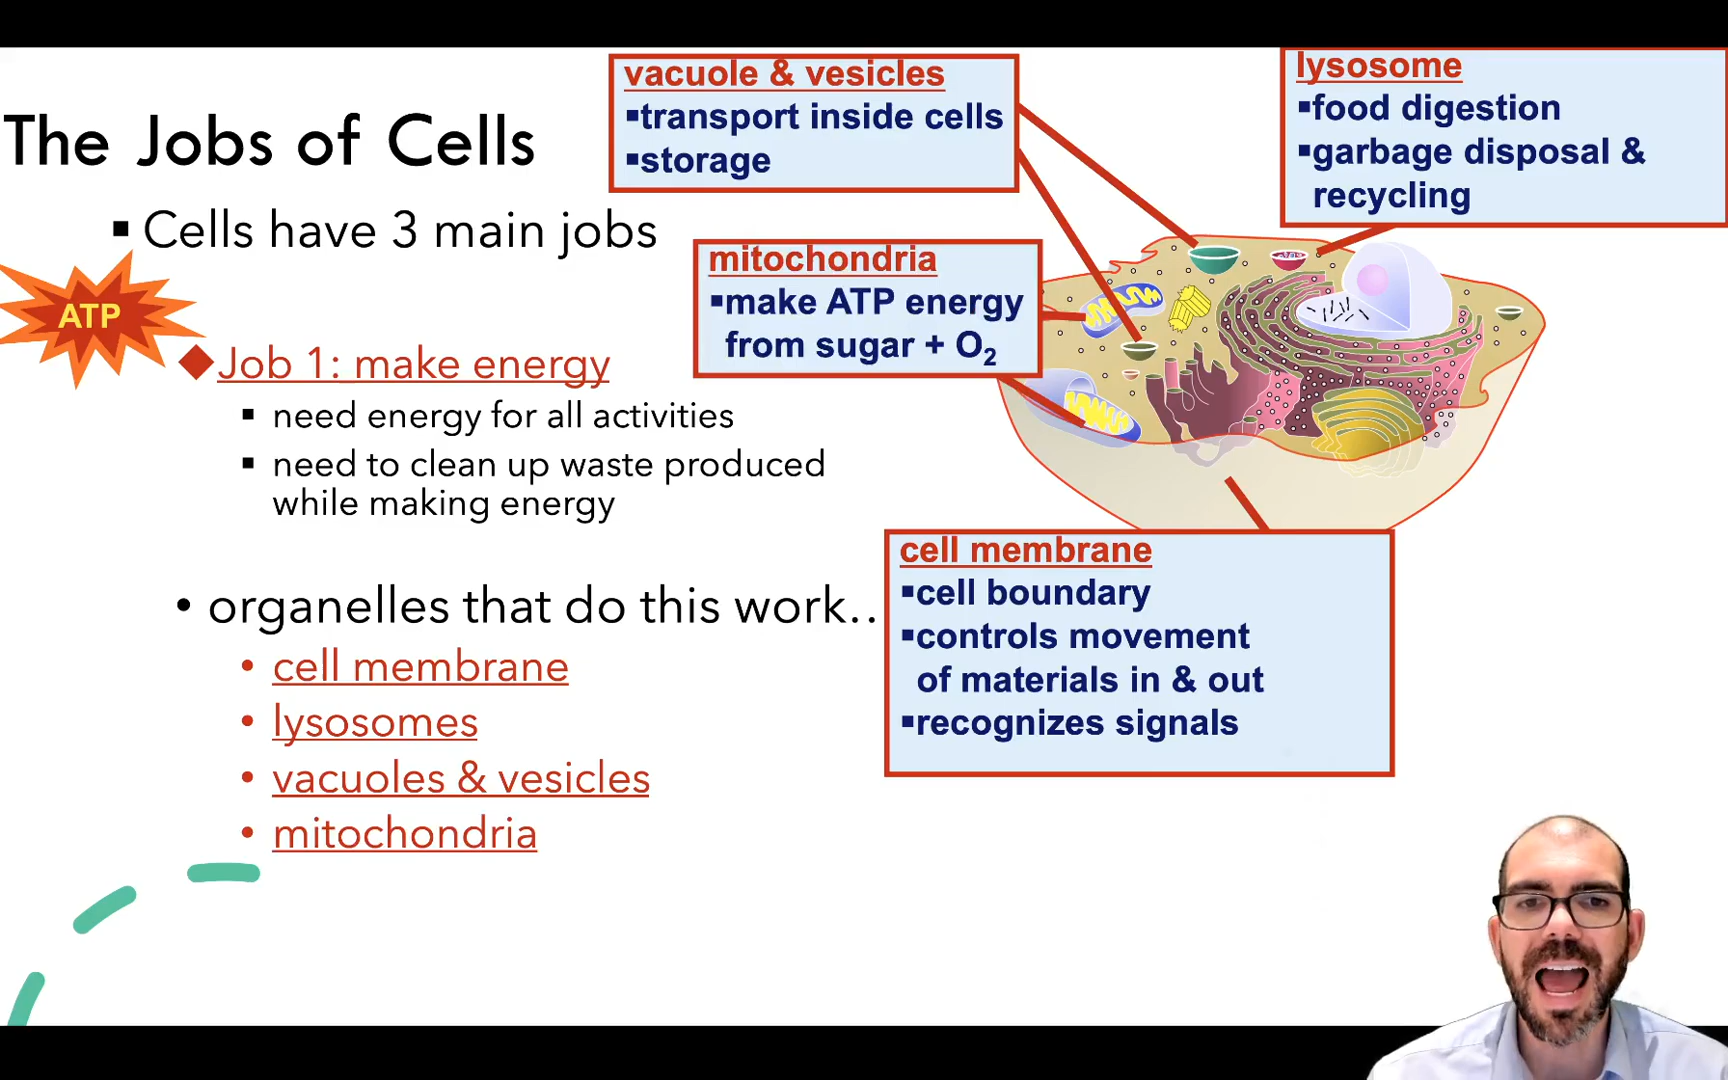 The Jobs of Cells
▪ Cells have 3 main jobs
ATP
◆Job 1: make energy
▪ need energy for all activities
▪ need to clean up waste produced
while making energy
• organelles that do this work..
• cell membrane
• lysosomes
• vacuoles & vesicles
• mitochondria
vacuole & vesicles
▪transport inside cells
▪storage
lysosome
▪food digestion
▪garbage disposal &
recycling
mitochondria
▪make ATP energy
from sugar + O₂
cell membrane
▪cell boundary
▪controls movement
of materials in & out
▪recognizes signals